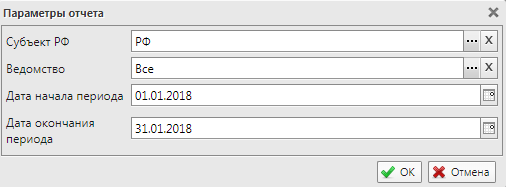 Параметры отчета
Субъект РФ РФ ... X
Ведомство Все ... X
Дата начала периода 01.01.2018
Дата окончания 31.01.2018
периода
OK Отмена